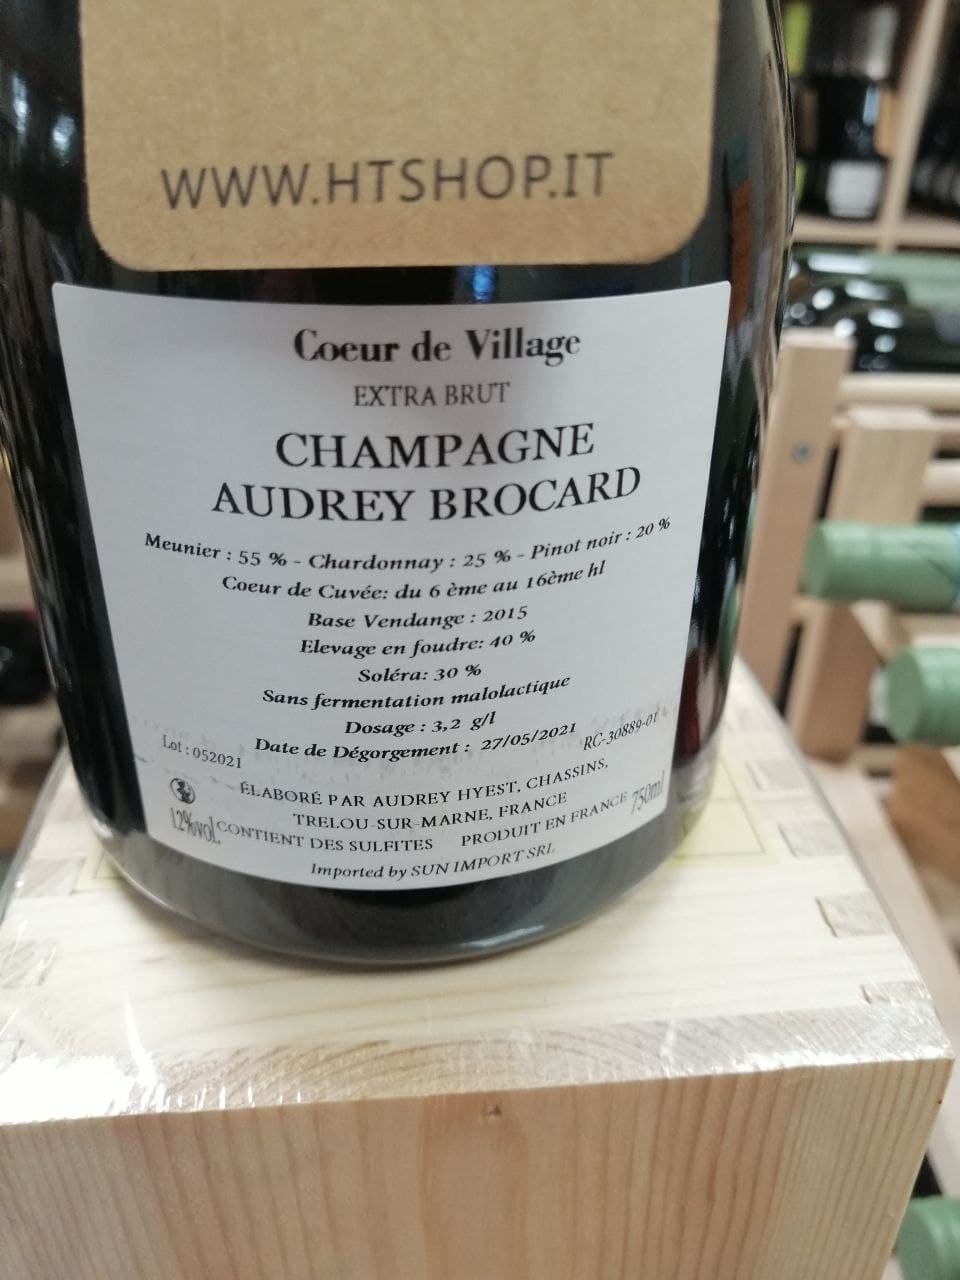 WWW.HTSHOP.IT
Coeur de Village
EXTRA BRUT
CHAMPAGNE
AUDREY BROCARD
Meunier : 55 % - Chardonnay : 25 % - Pinot noir : 20 %
Coeur de Cuvée: du 6 ème au 16ème hl
Base Vendange : 2015
Elevage en foudre: 40 %
Soléra: 30 %
Sans fermentation malolactique
Dosage : 3,2 g/l
Lot : 052021 Date de Dégorgement : 27/05/2021 RC-30889-01
ÉLABORÉ PAR AUDREY HYEST, CHASSINS,
TRELOU-SUR-MARNE, FRANCE
12%vol. CONTIENT DES SULFITES PRODUIT EN FRANCE 750ml
Imported by SUN IMPORT SRL